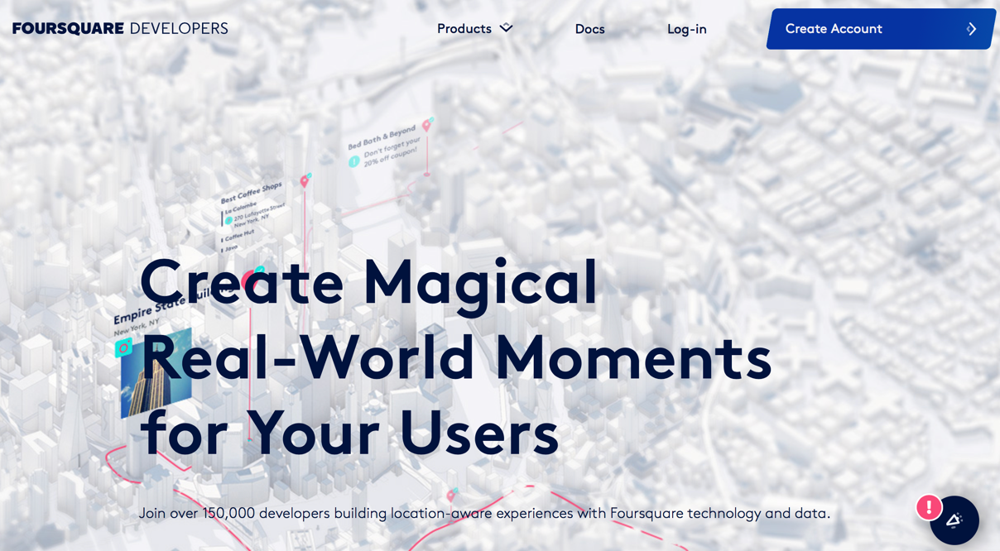 FOURSQUARE DEVELOPERS
Products
Docs
Log-in
Create Account
Bed Bath & Beyond
Don't forget your
20% off coupon!
Best Coffee Shops
La Colombe
270 Lafayette Street
New York, NY
Coffee Hut
Java
Create Magical
Empire State Building
New York, NY
Real-World Moments
for Your Users
Join over 150,000 developers building location-aware experiences with Foursquare technology and data.
!